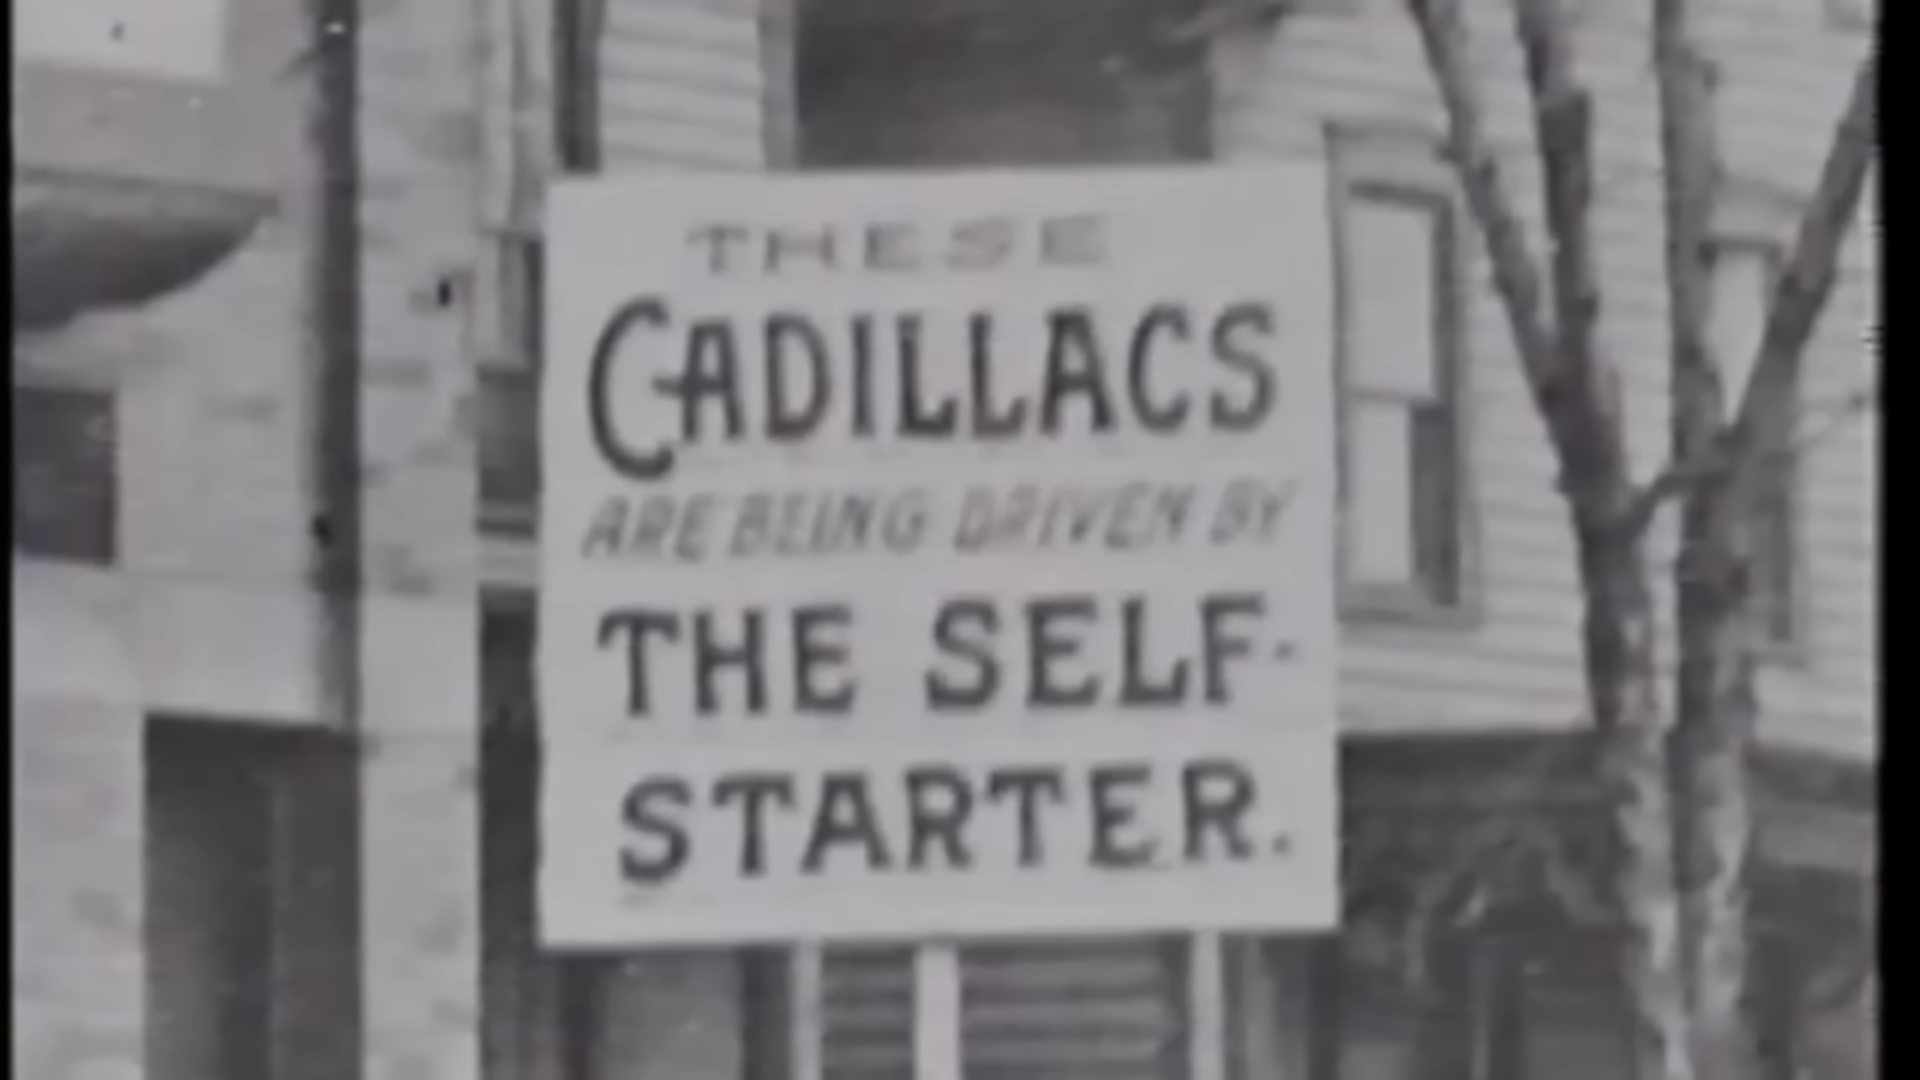 THESE
CADILLACS
ARE BEING DRIVEN BY
THE SELF-
STARTER.